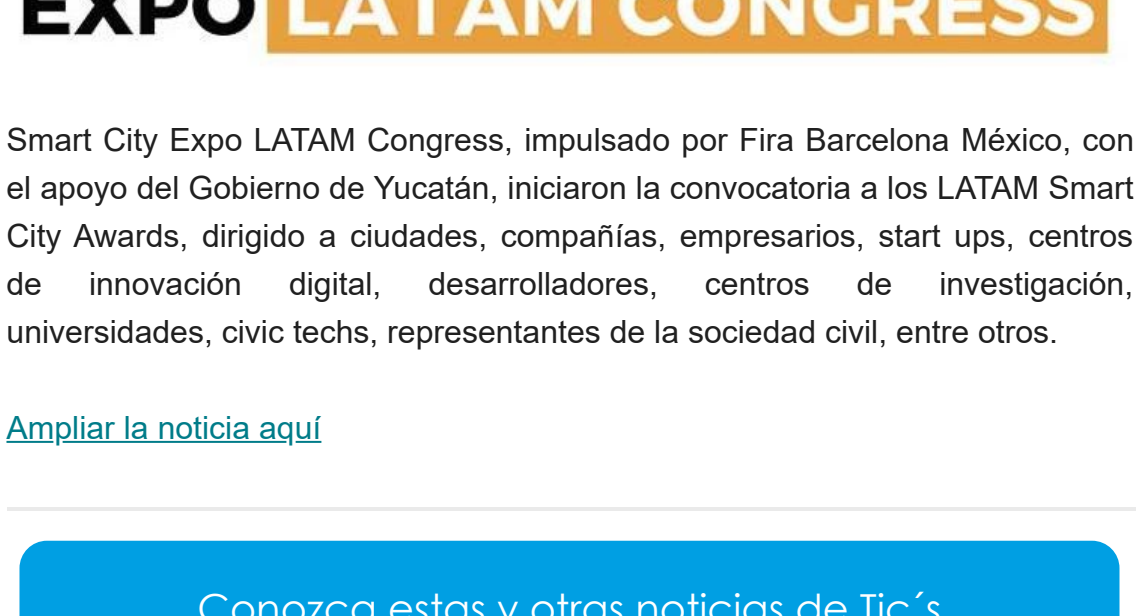 EXPO LATAM CONGRESS
Smart City Expo LATAM Congress, impulsado por Fira Barcelona México, con
el apoyo del Gobierno de Yucatán, iniciaron la convocatoria a los LATAM Smart
City Awards, dirigido a ciudades, compañías, empresarios, start ups, centros
de innovación digital, desarrolladores, centros de investigación,
universidades, civic techs, representantes de la sociedad civil, entre otros.
Ampliar la noticia aquí
Conozca estas y otras noticias de Tic´s